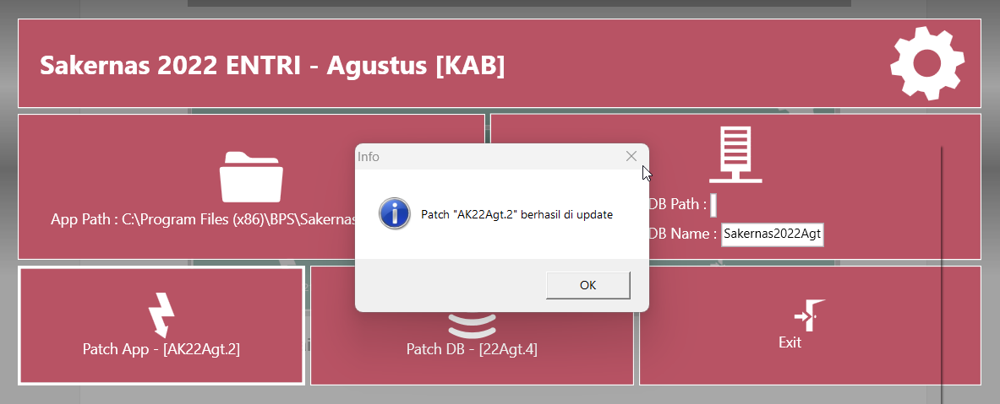 Sakernas 2022 ENTRI - Agustus [KAB]
Info
Patch "AK22Agt.2" berhasil di update
OK
App Path : C:\Program Files (x86)\BPS\Sakernas
DB Path :
DB Name : Sakernas2022Agt
Patch App - [AK22Agt.2]
Patch DB - [22Agt.4]
Exit